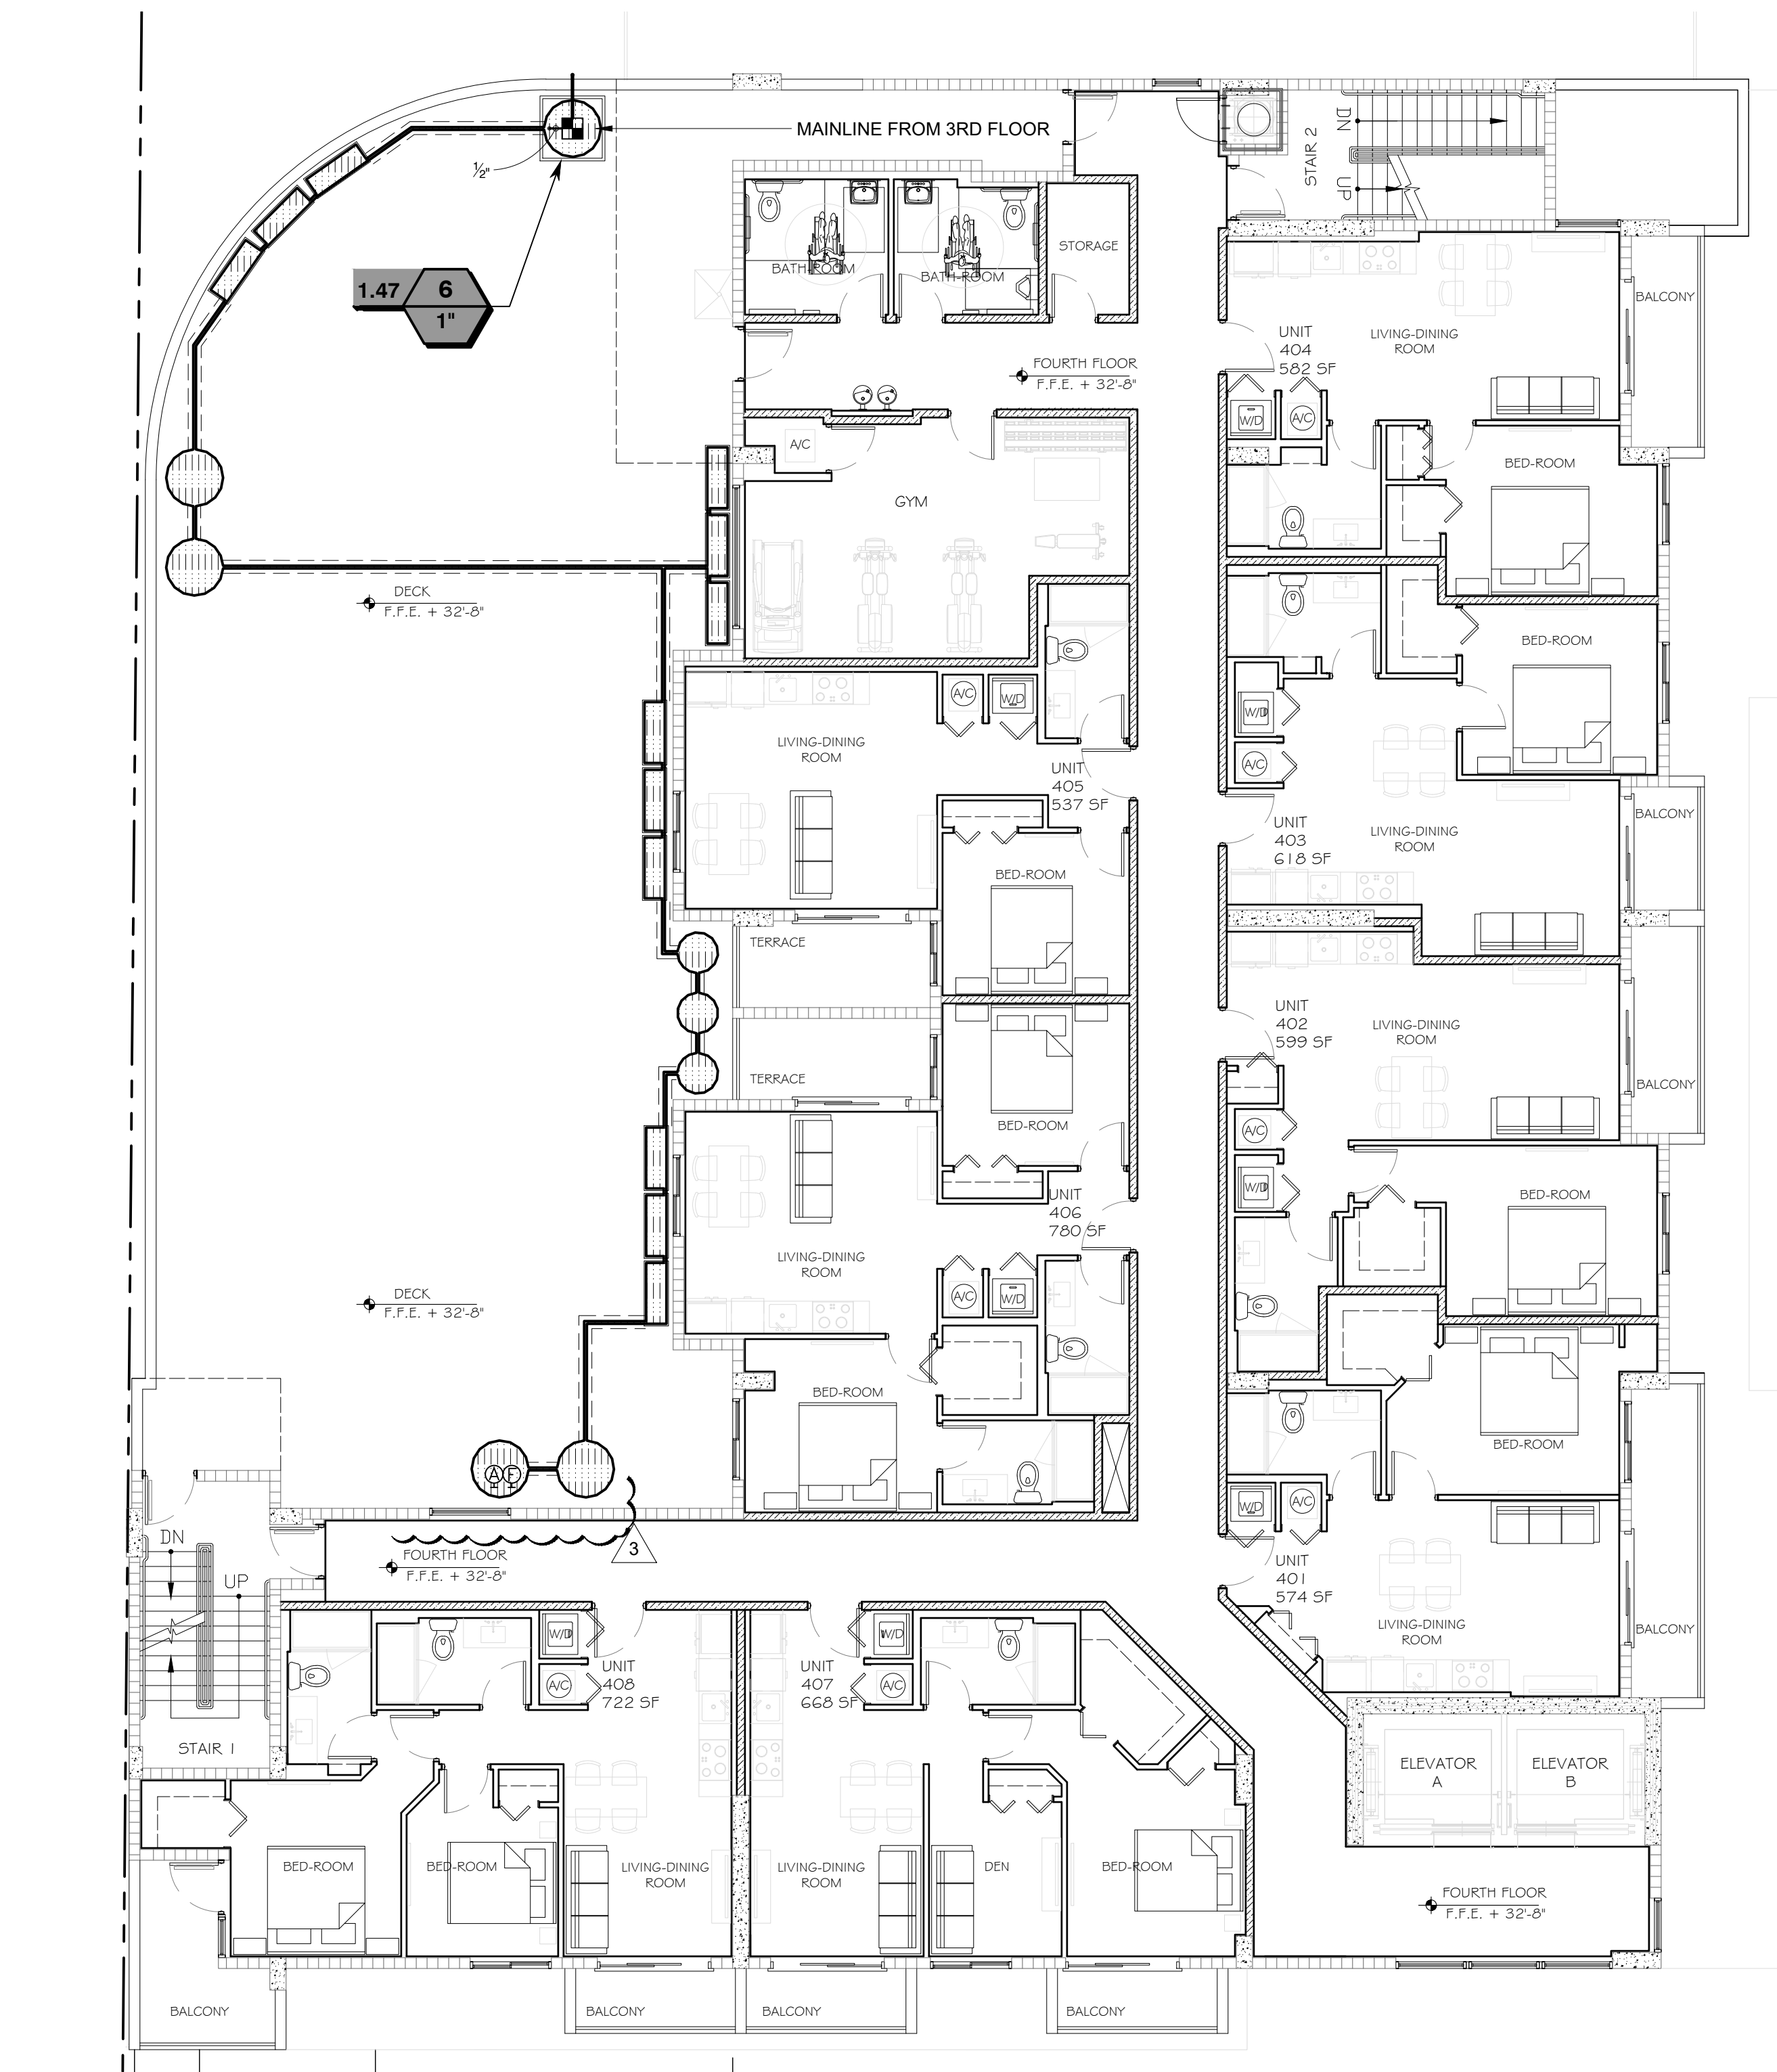 MAINLINE FROM 3RD FLOOR
½"
1.47
6
1"
DN
UP
STAIR 2
BATH-ROOM
BATH-ROOM
STORAGE
BALCONY
UNIT
404
582 SF
LIVING-DINING
ROOM
FOURTH FLOOR
F.F.E. + 32'-8"
W/D
A/C
A/C
GYM
BED-ROOM
DECK
F.F.E. + 32'-8"
BED-ROOM
A/C
W/D
W/D
A/C
LIVING-DINING
ROOM
UNIT
405
537 SF
UNIT
403
618 SF
LIVING-DINING
ROOM
BALCONY
BED-ROOM
TERRACE
UNIT
402
599 SF
LIVING-DINING
ROOM
TERRACE
BALCONY
BED-ROOM
A/C
W/D
BED-ROOM
UNIT
406
780 SF
LIVING-DINING
ROOM
A/C
W/D
DECK
F.F.E. + 32'-8"
BED-ROOM
BED-ROOM
A
F
W/D
A/C
3
DN
UP
FOURTH FLOOR
F.F.E. + 32'-8"
UNIT
401
574 SF
LIVING-DINING
ROOM
BALCONY
W/D
A/C
UNIT
408
722 SF
UNIT
407
668 SF
W/D
A/C
STAIR 1
ELEVATOR
A
ELEVATOR
B
BED-ROOM
BED-ROOM
LIVING-DINING
ROOM
LIVING-DINING
ROOM
DEN
BED-ROOM
FOURTH FLOOR
F.F.E. + 32'-8"
BALCONY
BALCONY
BALCONY
BALCONY